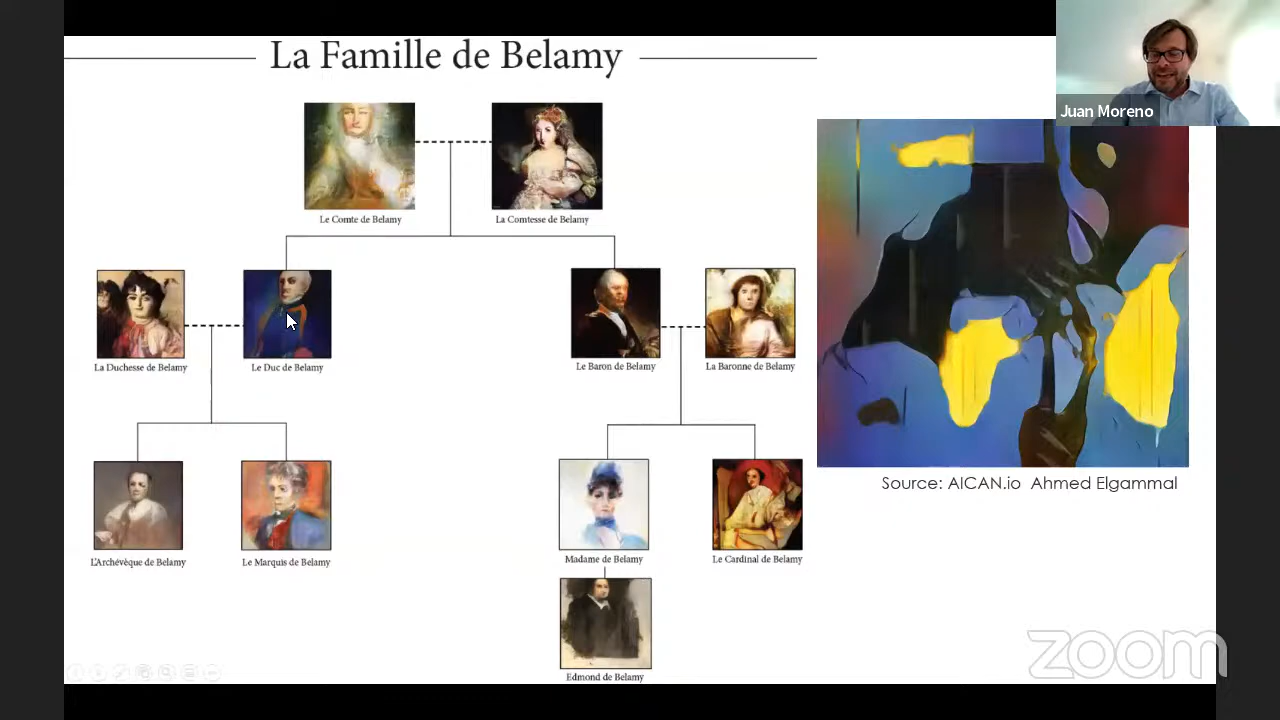 La Famille de Belamy
Juan Moreno
Le Comte de Belamy
La Comtesse de Belamy
La Duchesse de Belamy
Le Duc de Belamy
Le Baron de Belamy
La Baronne de Belamy
Source: AICAN.io Ahmed Elgammal
L'Archévêque de Belamy
Le Marquis de Belamy
Madame de Belamy
Le Cardinal de Belamy
Edmond de Belamy
zoom